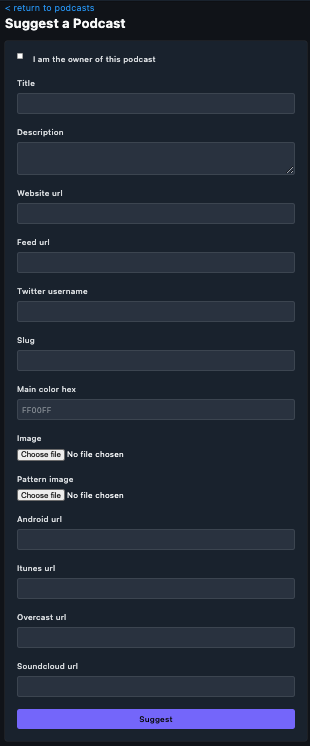 < return to podcasts
Suggest a Podcast
I am the owner of this podcast
Title
Description
Website url
Feed url
Twitter username
Slug
Main color hex
FF00FF
Image
Choose file No file chosen
Pattern image
Choose file No file chosen
Android url
Itunes url
Overcast url
Soundcloud url
Suggest